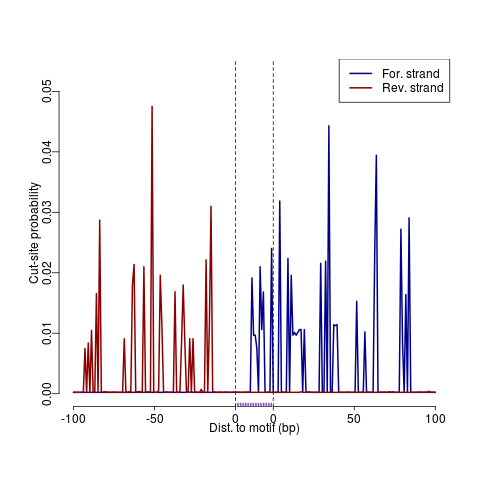 For. strand
Rev. strand
Cut-site probability
0.05
0.04
0.03
0.02
0.01
0.00
-100 -50 0 0 50 100
Dist. to motif (bp)